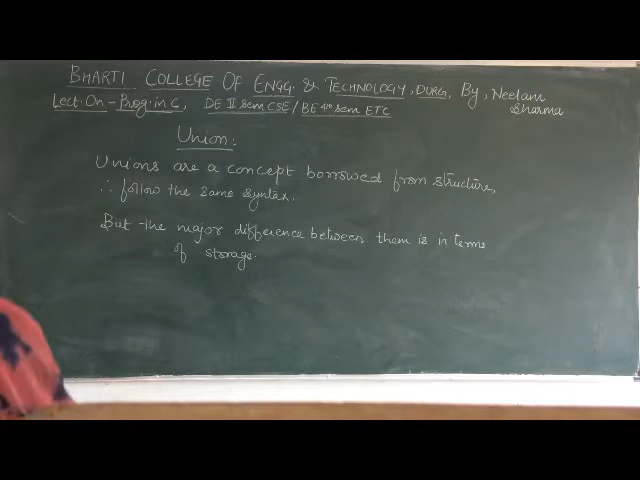 BHARTI COLLEGE OF ENGG. & TECHNOLOGY, DURG, By, Neelam Sharma
Lect. On - Prog. in C, DE II sem CSE / BE 4th sem ETC
Union:
Unions are a concept borrowed from structure,
∴ follow the same syntax.
But the major difference between them is in terms
of storage.